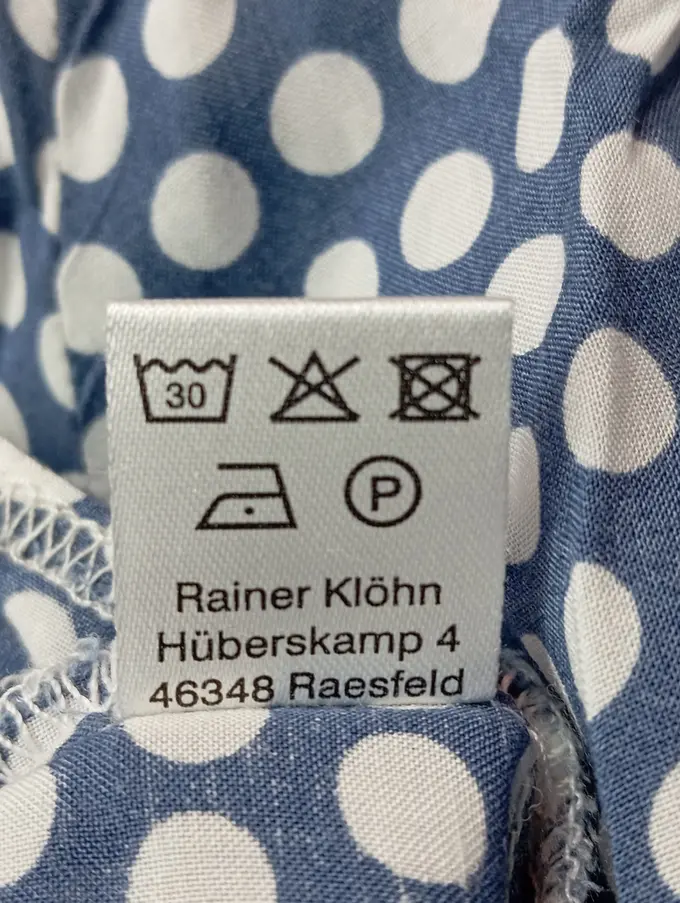 30
P
Rainer Klöhn
Hüberskamp 4
46348 Raesfeld